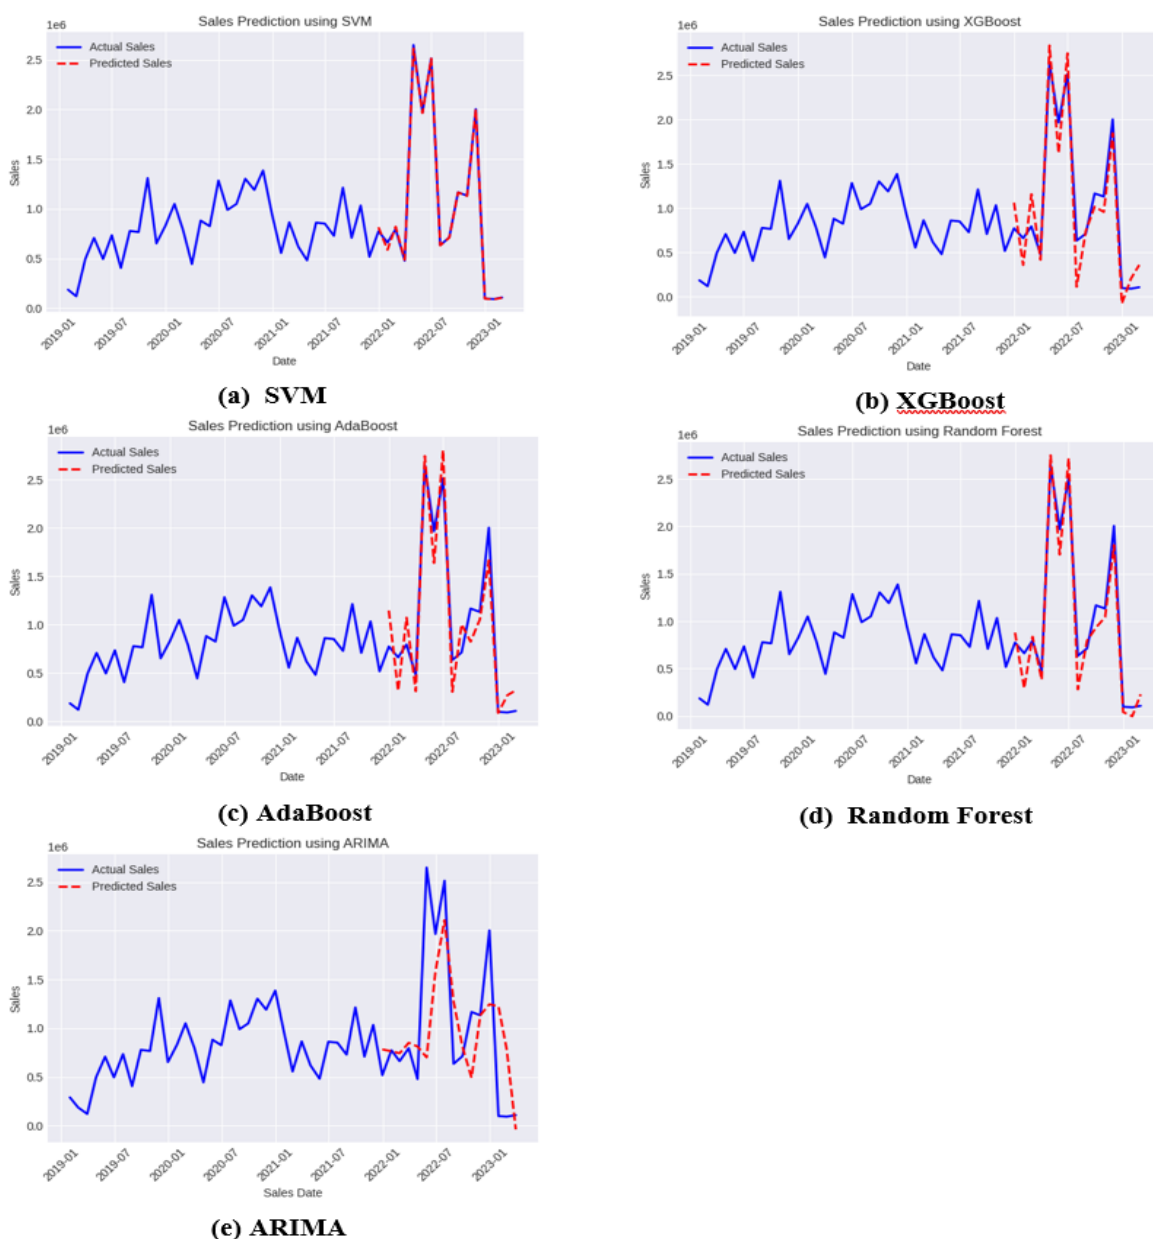 Sales Prediction using SVM
1e6
Actual Sales
Predicted Sales
2.5
2.0
1.5
1.0
0.5
0.0
Sales
2019-01
2019-07
2020-01
2020-07
2021-01
2021-07
2022-01
2022-07
2023-01
Date
(a) SVM
Sales Prediction using XGBoost
1e6
Actual Sales
Predicted Sales
2.5
2.0
1.5
1.0
0.5
0.0
Sales
2019-01
2019-07
2020-01
2020-07
2021-01
2021-07
2022-01
2022-07
2023-01
Date
(b) XGBoost
Sales Prediction using AdaBoost
1e6
Actual Sales
Predicted Sales
2.5
2.0
1.5
1.0
0.5
0.0
Sales
2019-01
2019-07
2020-01
2020-07
2021-01
2021-07
2022-01
2022-07
2023-01
Date
(c) AdaBoost
Sales Prediction using Random Forest
1e6
Actual Sales
Predicted Sales
2.5
2.0
1.5
1.0
0.5
0.0
Sales
2019-01
2019-07
2020-01
2020-07
2021-01
2021-07
2022-01
2022-07
2023-01
Date
(d) Random Forest
Sales Prediction using ARIMA
1e6
Actual Sales
Predicted Sales
2.5
2.0
1.5
1.0
0.5
0.0
Sales
2019-01
2019-07
2020-01
2020-07
2021-01
2021-07
2022-01
2022-07
2023-01
Sales Date
(e) ARIMA